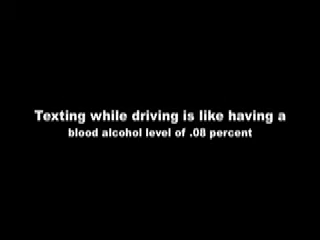 Texting while driving is like having a
blood alcohol level of .08 percent